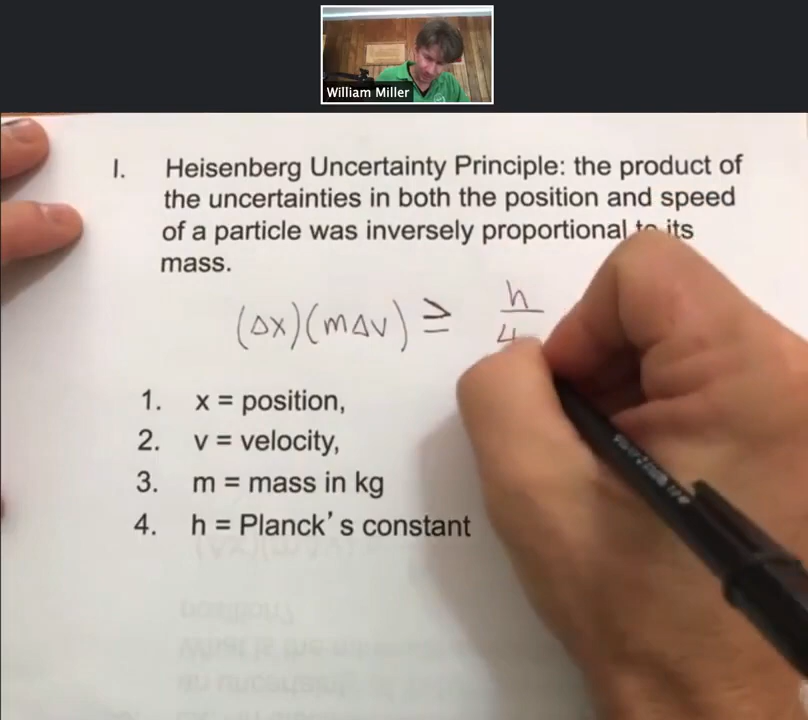 William Miller
I. Heisenberg Uncertainty Principle: the product of
the uncertainties in both the position and speed
of a particle was inversely proportional to its
mass.
(Δx)(mΔv) ≥ h/4
1. x = position,
2. v = velocity,
3. m = mass in kg
4. h = Planck's constant